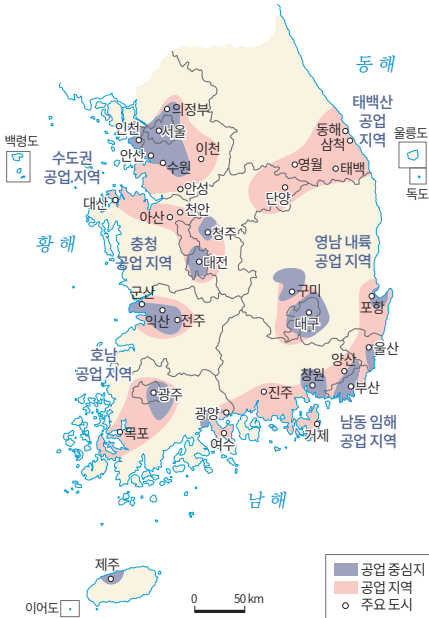 동해
태백산
공업
지역
백령도
울릉도
독도
의정부
인천
서울
동해
삼척
안산
수원
이천
수도권
공업 지역
영월
태백
안성
단양
대산
아산
천안
황해
청주
충청
공업 지역
대전
영남 내륙
공업 지역
구미
포항
대구
군산
익산
전주
울산
호남
공업 지역
양산
창원
부산
광주
진주
광양
거제
남동 임해
공업 지역
목포
여수
남해
제주
이어도
0 50 km
공업 중심지
공업 지역
주요 도시